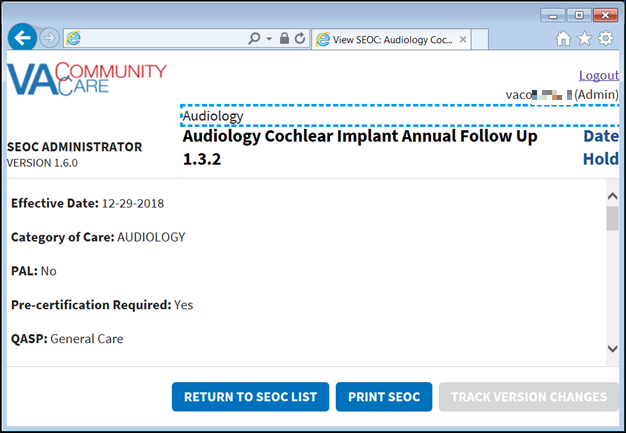 View SEOC: Audiology Coc...
VA COMMUNITY CARE
Logout
vaco (Admin)
Audiology
SEOC ADMINISTRATOR
VERSION 1.6.0
Audiology Cochlear Implant Annual Follow Up
1.3.2
Date
Hold
Effective Date: 12-29-2018
Category of Care: AUDIOLOGY
PAL: No
Pre-certification Required: Yes
QASP: General Care
RETURN TO SEOC LIST
PRINT SEOC
TRACK VERSION CHANGES